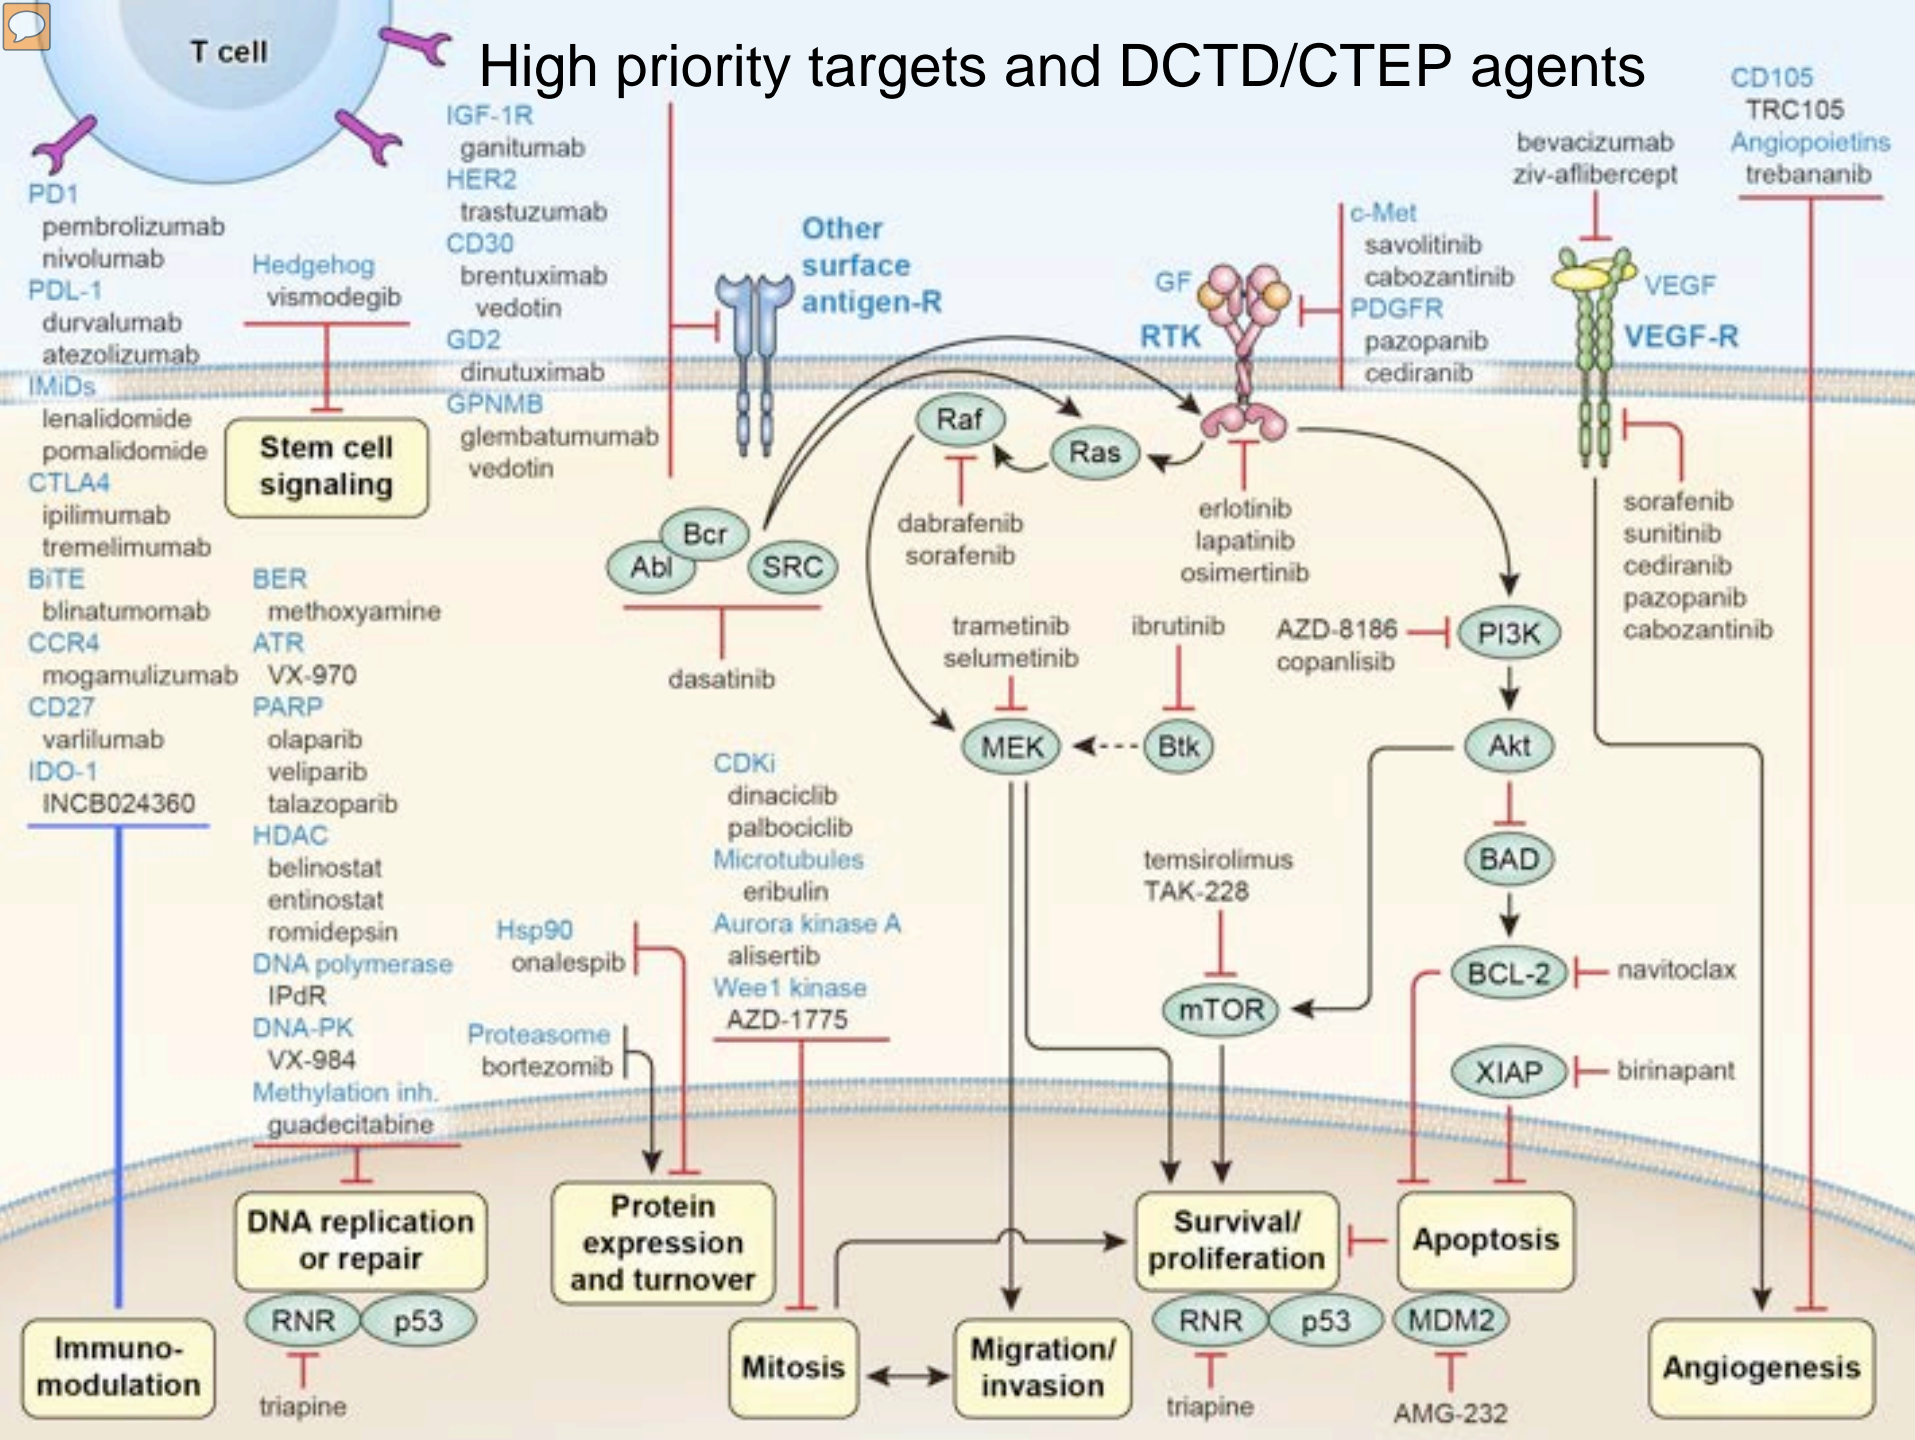 T cell
High priority targets and DCTD/CTEP agents
PD1
pembrolizumab
nivolumab
PDL-1
durvalumab
atezolizumab
IMiDs
lenalidomide
pomalidomide
CTLA4
ipilimumab
tremelimumab
BiTE
blinatumomab
CCR4
mogamulizumab
CD27
varlilumab
IDO-1
INCB024360
Immuno-
modulation
Hedgehog
vismodegib
Stem cell
signaling
BER
methoxyamine
ATR
VX-970
PARP
olaparib
veliparib
talazoparib
HDAC
belinostat
entinostat
romidepsin
DNA polymerase
IPdR
DNA-PK
VX-984
Methylation inh.
guadecitabine
DNA replication
or repair
RNR
p53
triapine
IGF-1R
ganitumab
HER2
trastuzumab
CD30
brentuximab
vedotin
GD2
dinutuximab
GPNMB
glembatumumab
vedotin
Other
surface
antigen-R
Abl
Bcr
SRC
dasatinib
Hsp90
onalespib
Proteasome
bortezomib
Protein
expression
and turnover
CDKi
dinaciclib
palbociclib
Microtubules
eribulin
Aurora kinase A
alisertib
Wee1 kinase
AZD-1775
Mitosis
Raf
Ras
dabrafenib
sorafenib
GF
RTK
c-Met
savolitinib
cabozantinib
PDGFR
pazopanib
cediranib
erlotinib
lapatinib
osimertinib
trametinib
selumetinib
ibrutinib
MEK
Btk
Migration/
invasion
AZD-8186
copanlisib
PI3K
Akt
BAD
BCL-2
navitoclax
XIAP
birinapant
temsirolimus
TAK-228
mTOR
Survival/
proliferation
RNR
p53
triapine
Apoptosis
MDM2
AMG-232
bevacizumab
ziv-aflibercept
VEGF
VEGF-R
sorafenib
sunitinib
cediranib
pazopanib
cabozantinib
CD105
TRC105
Angiopoietins
trebananib
Angiogenesis